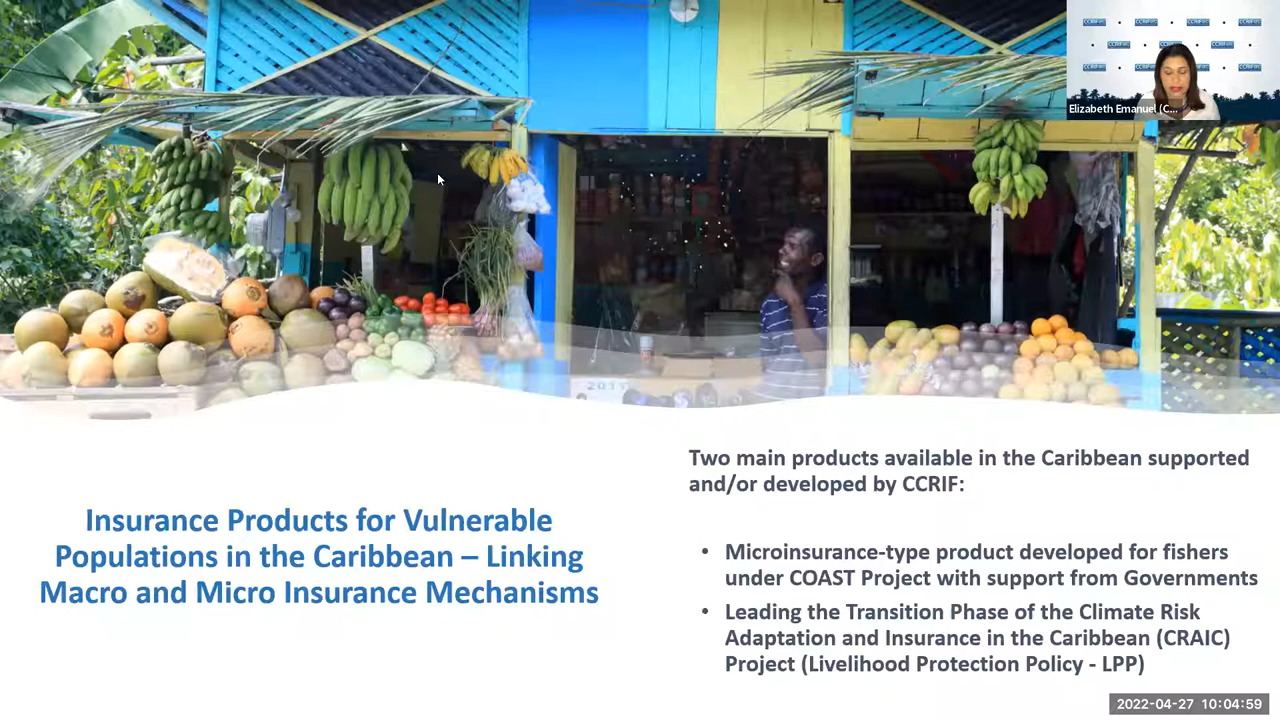 CCRIF
Elizabeth Emanuel (C...
2011
Insurance Products for Vulnerable
Populations in the Caribbean – Linking
Macro and Micro Insurance Mechanisms
Two main products available in the Caribbean supported
and/or developed by CCRIF:
• Microinsurance-type product developed for fishers
under COAST Project with support from Governments
• Leading the Transition Phase of the Climate Risk
Adaptation and Insurance in the Caribbean (CRAIC)
Project (Livelihood Protection Policy - LPP)
2022-04-27 10:04:59